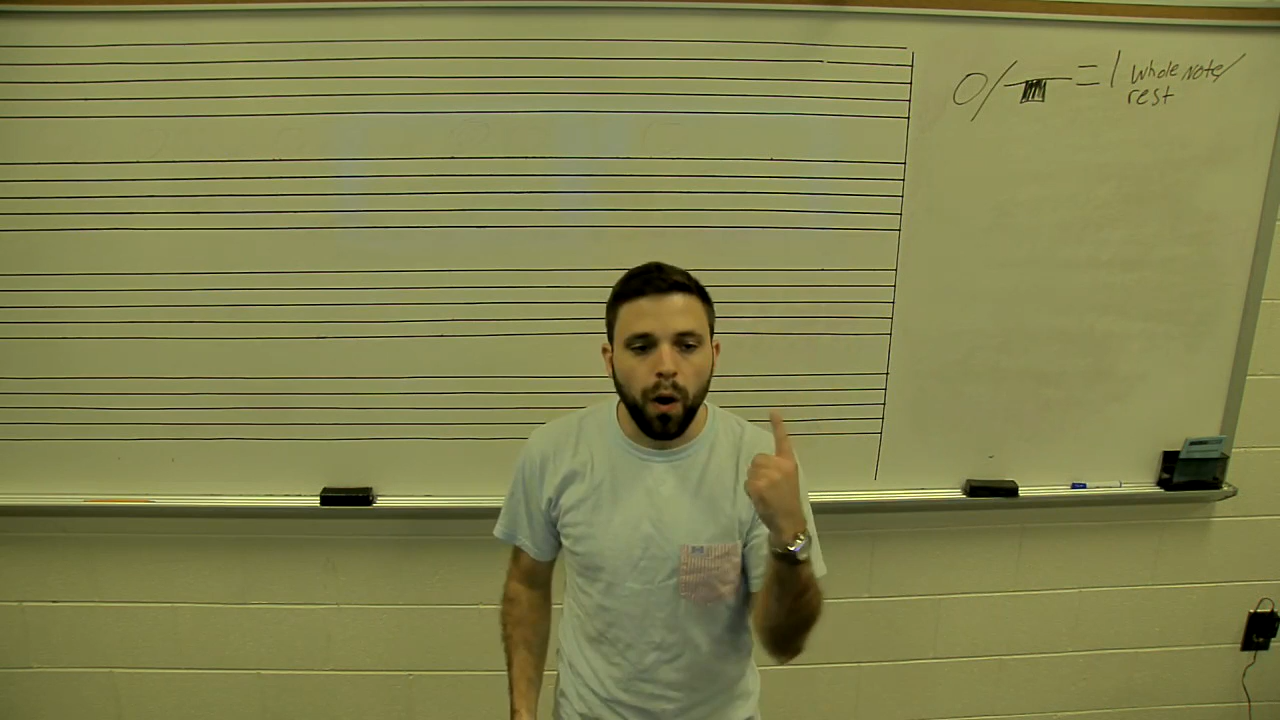 O/ = 1 whole note/
rest